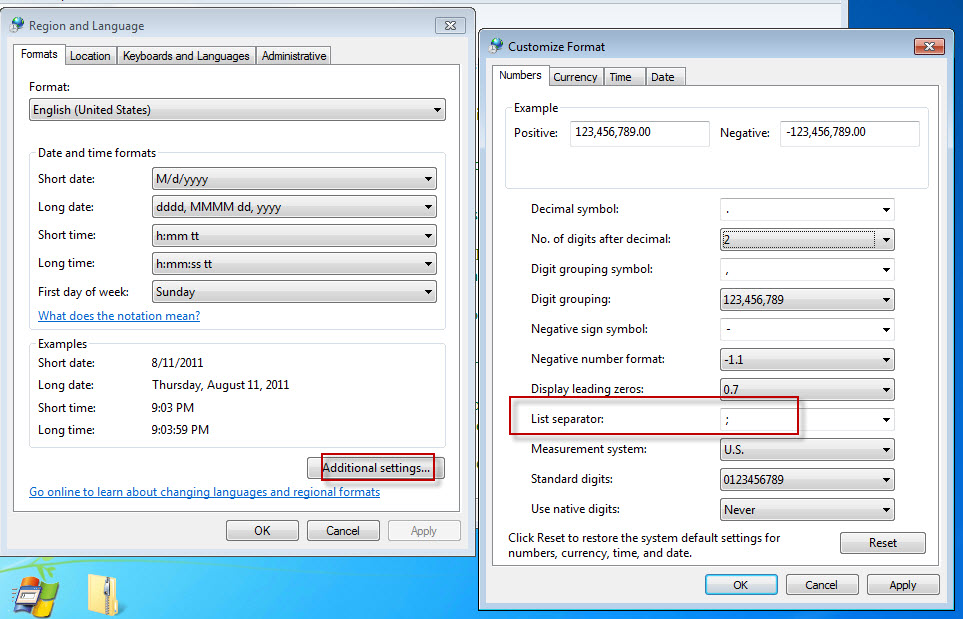 Region and Language
Formats Location Keyboards and Languages Administrative
Format:
English (United States)
Date and time formats
Short date: M/d/yyyy
Long date: dddd, MMMM dd, yyyy
Short time: h:mm tt
Long time: h:mm:ss tt
First day of week: Sunday
What does the notation mean?
Examples
Short date: 8/11/2011
Long date: Thursday, August 11, 2011
Short time: 9:03 PM
Long time: 9:03:59 PM
Additional settings...
Go online to learn about changing languages and regional formats
OK Cancel Apply
Customize Format
Numbers Currency Time Date
Example
Positive: 123,456,789.00 Negative: -123,456,789.00
Decimal symbol: .
No. of digits after decimal: 2
Digit grouping symbol: ,
Digit grouping: 123,456,789
Negative sign symbol: -
Negative number format: -1.1
Display leading zeros: 0.7
List separator: ;
Measurement system: U.S.
Standard digits: 0123456789
Use native digits: Never
Click Reset to restore the system default settings for
numbers, currency, time, and date.
Reset
OK Cancel Apply